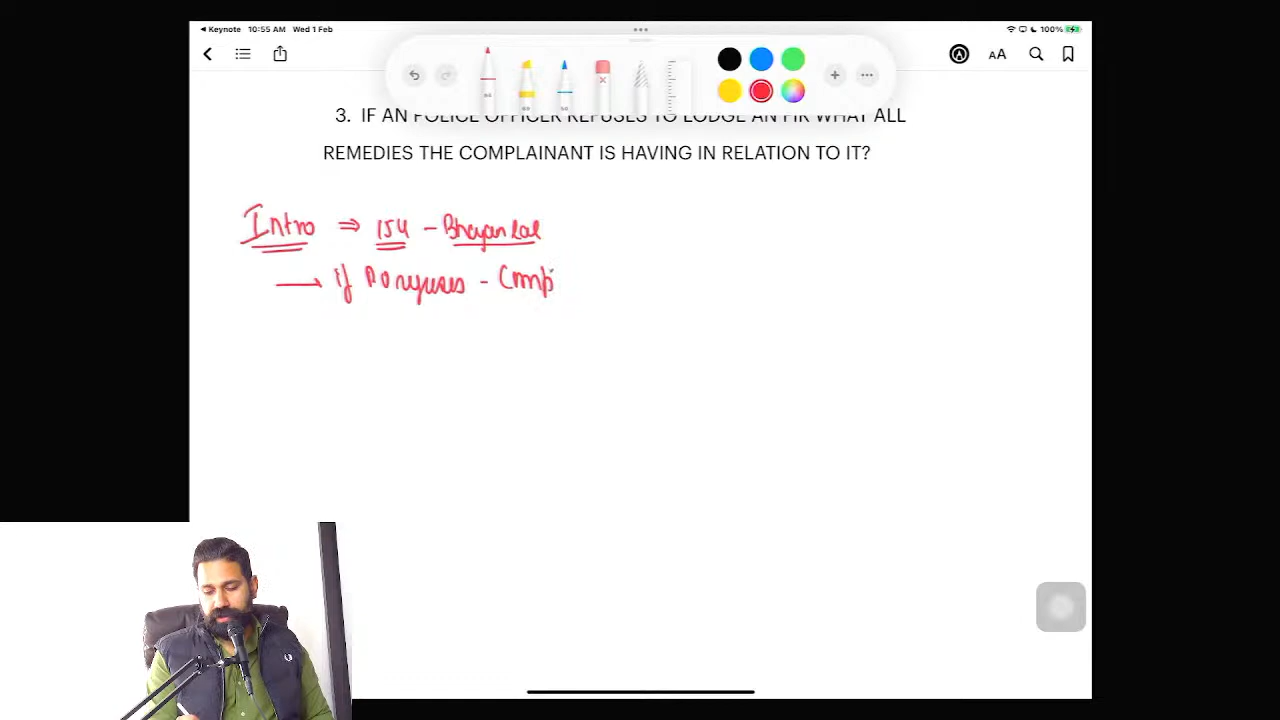 Keynote 10:55 AM Wed 1 Feb 100%
AA
3. IF AN POLICE OFFICER REFUSES TO LODGE AN FIR WHAT ALL
REMEDIES THE COMPLAINANT IS HAVING IN RELATION TO IT?
Intro ⇒ 154 - Bhajan Lal
→ If PO refuses - Comp